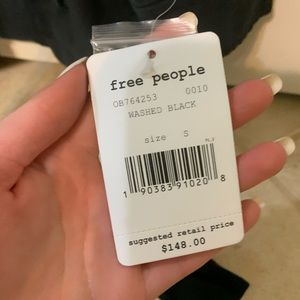 free people
OB764253 0010
WASHED BLACK
size S
1 90383 91020 8
suggested retail price
$148.00